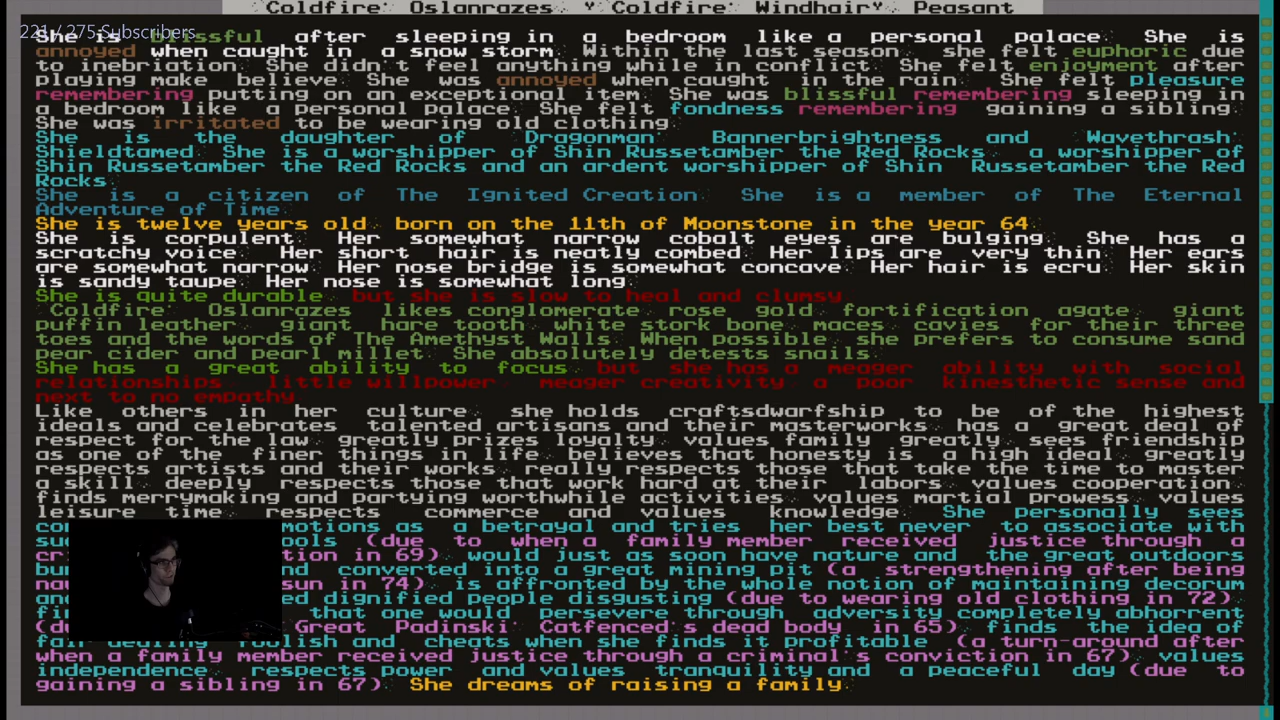 `Coldfire' Oslanrazes "Coldfire Windhair", Peasant
221 / 275 Subscribers
She is blissful after sleeping in a bedroom like a personal palace. She is
annoyed when caught in a snow storm. Within the last season, she felt euphoric due
to inebriation. She didn't feel anything while in conflict. She felt enjoyment after
playing make believe. She was annoyed when caught in the rain. She felt pleasure
remembering putting on an exceptional item. She was blissful remembering sleeping in
a bedroom like a personal palace. She felt fondness remembering gaining a sibling.
She was irritated to be wearing old clothing.
She is the daughter of Dragonman Bannerbrightness and Wavethrash
Shieldtamed. She is a worshipper of Shin Russetamber the Red Rocks, a worshipper of
Shin Russetamber the Red Rocks and an ardent worshipper of Shin Russetamber the Red
Rocks.
She is a citizen of The Ignited Creation. She is a member of The Eternal
Adventure of Time.
She is twelve years old, born on the 11th of Moonstone in the year 64.
She is corpulent. Her somewhat narrow cobalt eyes are bulging. She has a
scratchy voice. Her short hair is neatly combed. Her lips are very thin. Her ears
are somewhat narrow. Her nose bridge is somewhat concave. Her hair is ecru. Her skin
is sandy taupe. Her nose is somewhat long.
She is quite durable, but she is slow to heal and clumsy.
`Coldfire' Oslanrazes likes conglomerate, rose gold, fortification agate, giant
puffin leather, giant hare tooth, white stork bone, maces, cavies for their three
toes and the words of The Amethyst Walls. When possible, she prefers to consume sand
pear cider and pearl millet. She absolutely detests snails.
She has a great ability to focus, but she has a meager ability with social
relationships, little willpower, meager creativity, a poor kinesthetic sense and
next to no empathy.
Like others in her culture, she holds craftsdwarfship to be of the highest
ideals and celebrates talented artisans and their masterworks, has a great deal of
respect for the law, greatly prizes loyalty, values family greatly, sees friendship
as one of the finer things in life, believes that honesty is a high ideal, greatly
respects artists and their works, really respects those that take the time to master
a skill, deeply respects those that work hard at their labors, values cooperation,
finds merrymaking and partying worthwhile activities, values martial prowess, values
leisure time, respects commerce and values knowledge. She personally sees
motions as a betrayal and tries her best never to associate with
ools (due to when a family member received justice through a
tion in 69), would just as soon have nature and the great outdoors
nd converted into a great mining pit (a strengthening after being
sun in 74), is affronted by the whole notion of maintaining decorum
ed dignified people disgusting (due to wearing old clothing in 72),
that one would persevere through adversity completely abhorrent
Great Padinski' Catfenced's dead body in 65), finds the idea of
fair dealing foolish and cheats when she finds it profitable (a turn-around after
when a family member received justice through a criminal's conviction in 67), values
independence, respects power and values tranquility and a peaceful day (due to
gaining a sibling in 67). She dreams of raising a family.